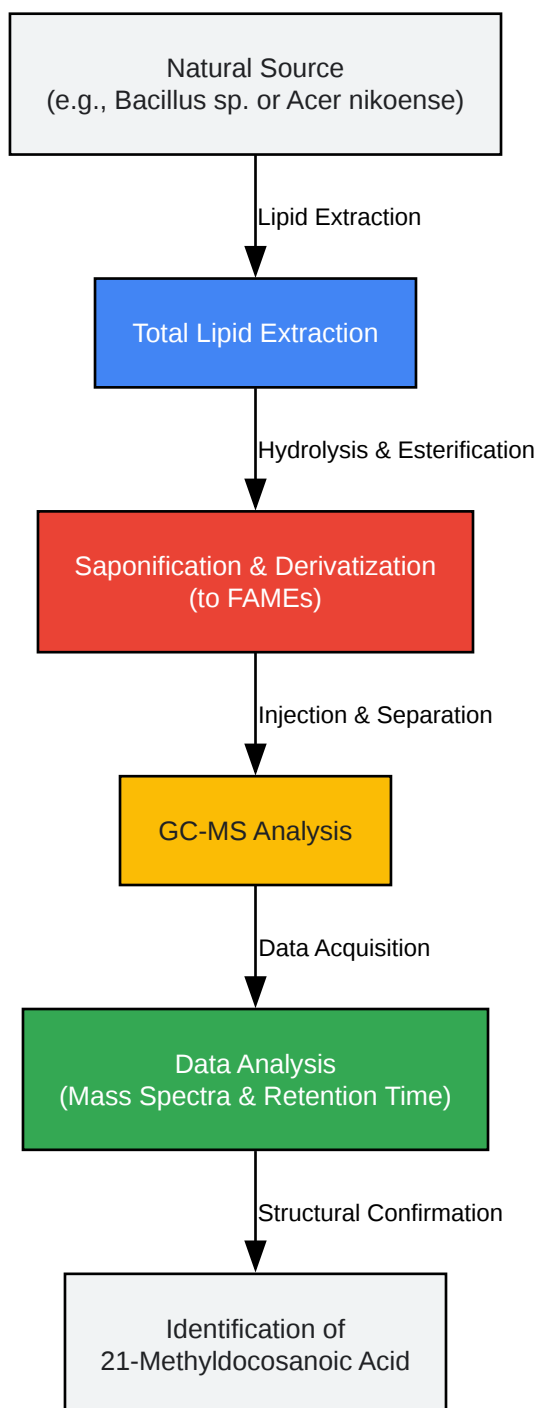 Natural Source
(e.g., Bacillus sp. or Acer nikoense)
Lipid Extraction
Total Lipid Extraction
Hydrolysis & Esterification
Saponification & Derivatization
(to FAMEs)
Injection & Separation
GC-MS Analysis
Data Acquisition
Data Analysis
(Mass Spectra & Retention Time)
Structural Confirmation
Identification of
21-Methyldocosanoic Acid